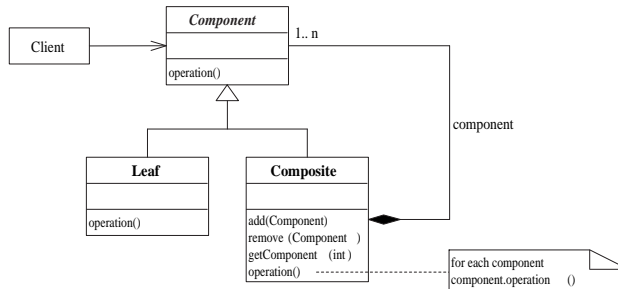 Component
1.. n
Client
operation()
component
Leaf
Composite
operation()
add(Component)
remove (Component )
getComponent (int )
operation()
for each component
component.operation ()